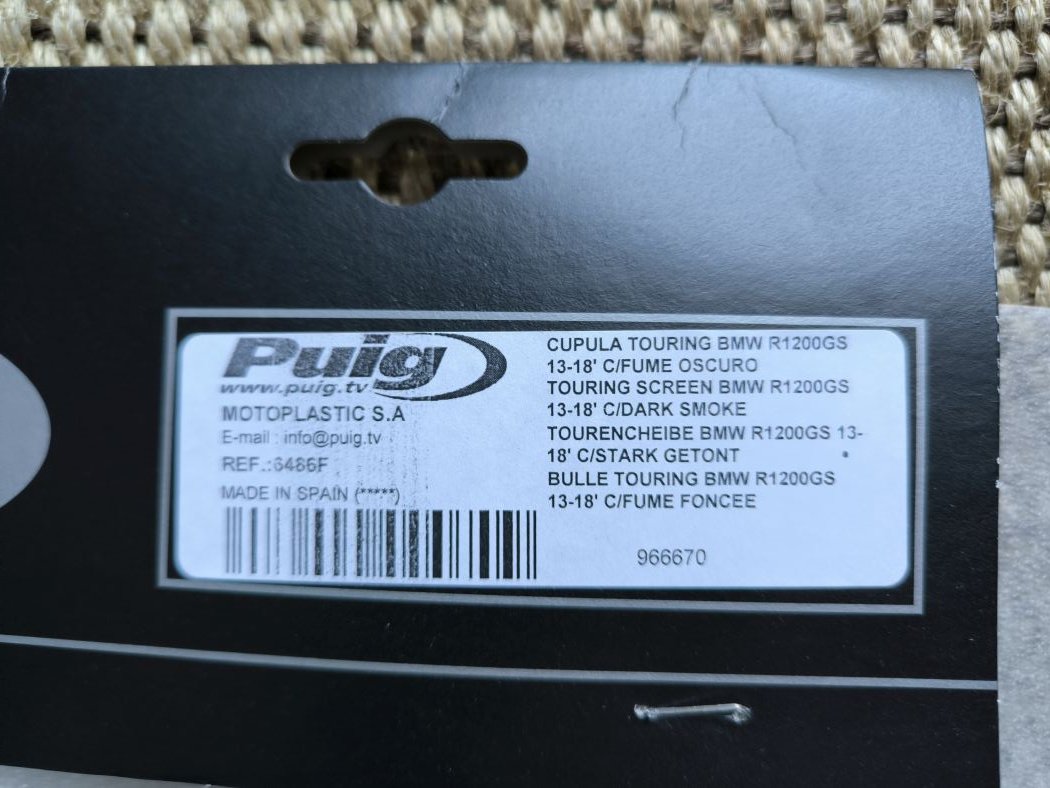 Puig
www.puig.tv
MOTOPLASTIC S.A
E-mail : info@puig.tv
REF.:6486F
MADE IN SPAIN (*****)
CUPULA TOURING BMW R1200GS
13-18' C/FUME OSCURO
TOURING SCREEN BMW R1200GS
13-18' C/DARK SMOKE
TOURENCHEIBE BMW R1200GS 13-
18' C/STARK GETONT
BULLE TOURING BMW R1200GS
13-18' C/FUME FONCEE
966670